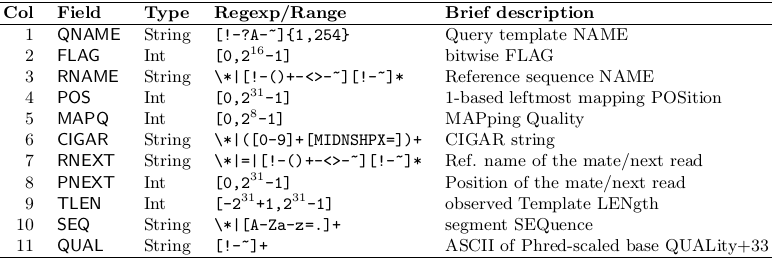 Col Field Type Regexp/Range Brief description
1 QNAME String [!-?A-~]{1,254} Query template NAME
2 FLAG Int [0,2^16-1] bitwise FLAG
3 RNAME String \*|[!-()+-<>-~][!-~]* Reference sequence NAME
4 POS Int [0,2^31-1] 1-based leftmost mapping POSition
5 MAPQ Int [0,2^8-1] MAPping Quality
6 CIGAR String \*|([0-9]+[MIDNSHPX=])+ CIGAR string
7 RNEXT String \*|=|[!-()+-<>-~][!-~]* Ref. name of the mate/next read
8 PNEXT Int [0,2^31-1] Position of the mate/next read
9 TLEN Int [-2^31+1,2^31-1] observed Template LENgth
10 SEQ String \*|[A-Za-z=.]+ segment SEQuence
11 QUAL String [!-~]+ ASCII of Phred-scaled base QUALity+33